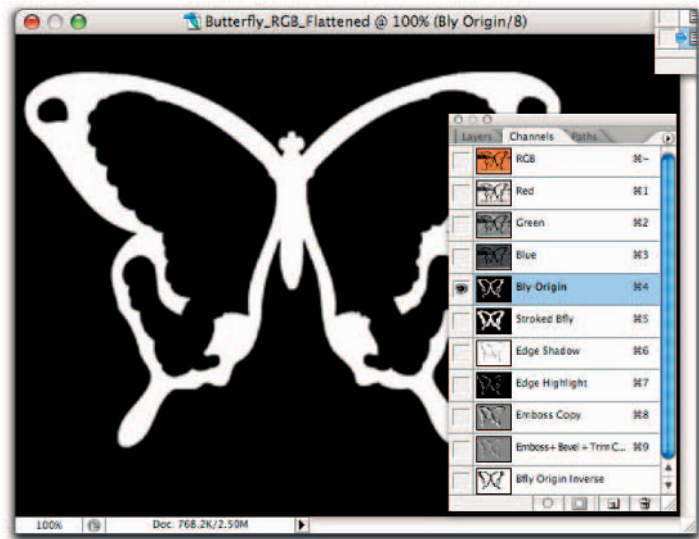 Butterfly_RGB_Flattened @ 100% (Bly Origin/8)
Layers Channels Paths
RGB ⌘~
Red ⌘1
Green ⌘2
Blue ⌘3
Bly Origin ⌘4
Stroked Bfly ⌘5
Edge Shadow ⌘6
Edge Highlight ⌘7
Emboss Copy ⌘8
Emboss+ Bevel + Trim C... ⌘9
Bfly Origin Inverse
100% Doc: 768.2K/2.50M